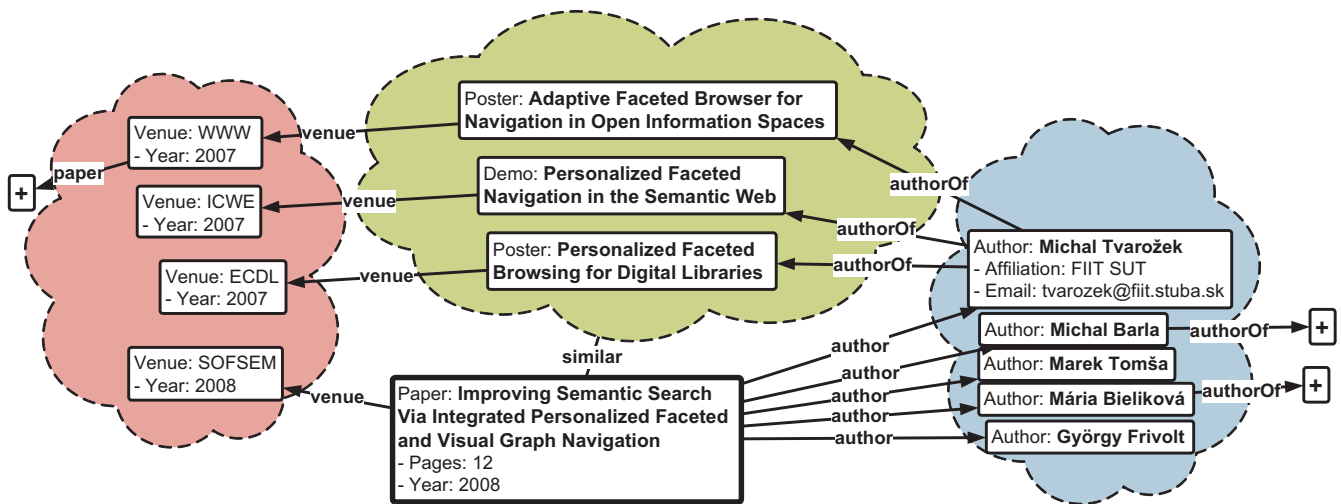 Poster: Adaptive Faceted Browser for
Navigation in Open Information Spaces
venue
Venue: WWW
- Year: 2007
paper
+
Demo: Personalized Faceted
Navigation in the Semantic Web
venue
Venue: ICWE
- Year: 2007
Poster: Personalized Faceted
Browsing for Digital Libraries
venue
Venue: ECDL
- Year: 2007
authorOf
authorOf
authorOf
Author: Michal Tvarožek
- Affiliation: FIIT SUT
- Email: tvarozek@fiit.stuba.sk
similar
Venue: SOFSEM
- Year: 2008
venue
Paper: Improving Semantic Search
Via Integrated Personalized Faceted
and Visual Graph Navigation
- Pages: 12
- Year: 2008
author
author
author
author
author
Author: Michal Barla
authorOf
+
Author: Marek Tomša
Author: Mária Bieliková
authorOf
+
Author: György Frivolt